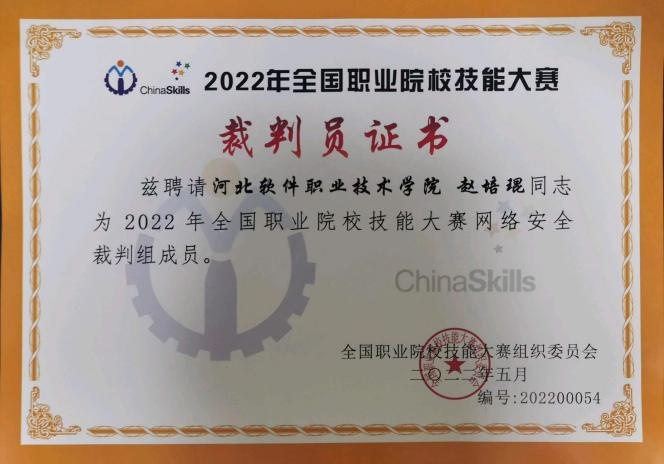 ChinaSkills 2022年全国职业院校技能大赛
裁判员证书
兹聘请河北软件职业技术学院 赵培琨同志
为 2022 年全国职业院校技能大赛网络安全
裁判组成员。
ChinaSkills
全国职业院校技能大赛组织委员会
二〇二二年五月
编号:202200054